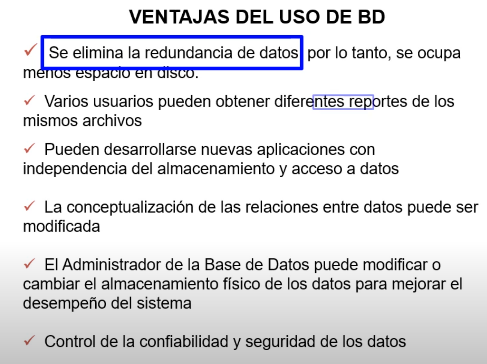 VENTAJAS DEL USO DE BD
✓ Se elimina la redundancia de datos, por lo tanto, se ocupa
menos espacio en disco.
✓ Varios usuarios pueden obtener diferentes reportes de los
mismos archivos
✓ Pueden desarrollarse nuevas aplicaciones con
independencia del almacenamiento y acceso a datos
✓ La conceptualización de las relaciones entre datos puede ser
modificada
✓ El Administrador de la Base de Datos puede modificar o
cambiar el almacenamiento físico de los datos para mejorar el
desempeño del sistema
✓ Control de la confiabilidad y seguridad de los datos